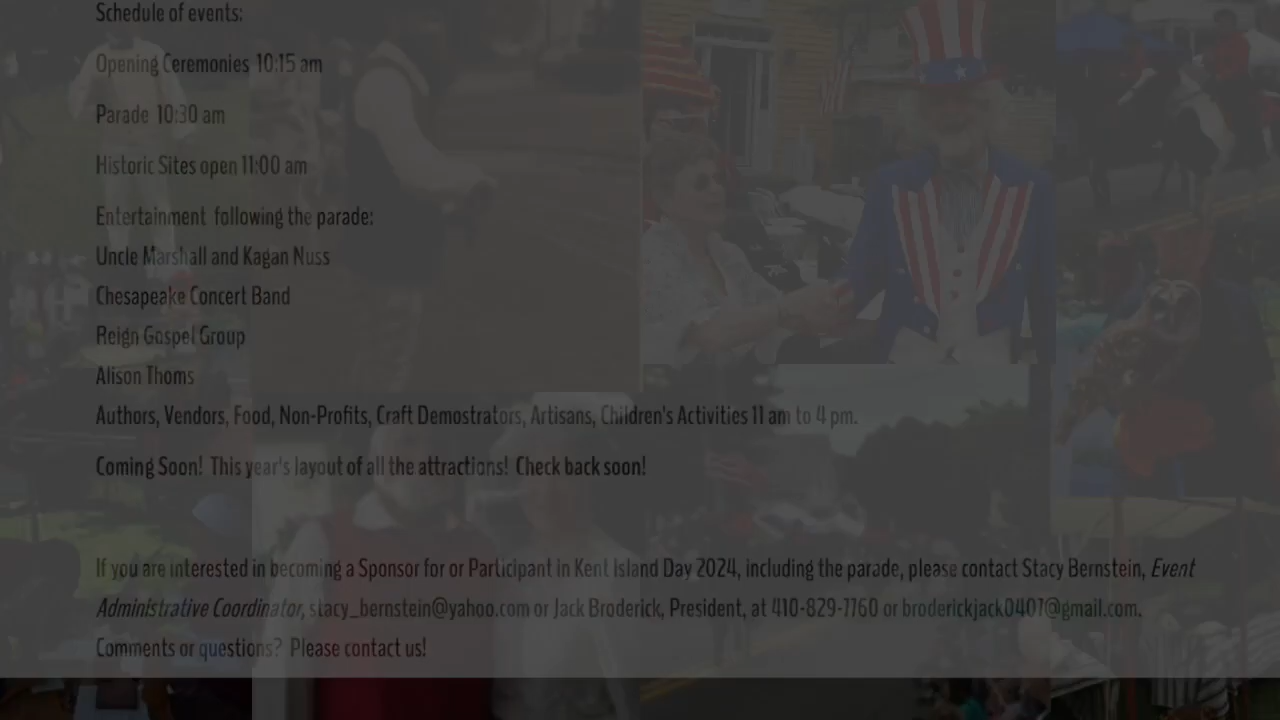 Schedule of events:
Opening Ceremonies 10:15 am
Parade 10:30 am
Historic Sites open 11:00 am
Entertainment following the parade:
Uncle Marshall and Kagan Nuss
Chesapeake Concert Band
Reign Gospel Group
Alison Thoms
Authors, Vendors, Food, Non-Profits, Craft Demostrators, Artisans, Children's Activities 11 am to 4 pm.
Coming Soon! This year's layout of all the attractions! Check back soon!
If you are interested in becoming a Sponsor for or Participant in Kent Island Day 2024, including the parade, please contact Stacy Bernstein, Event
Administrative Coordinator, stacy_bernstein@yahoo.com or Jack Broderick, President, at 410-829-7760 or broderickjack0407@gmail.com.
Comments or questions? Please contact us!